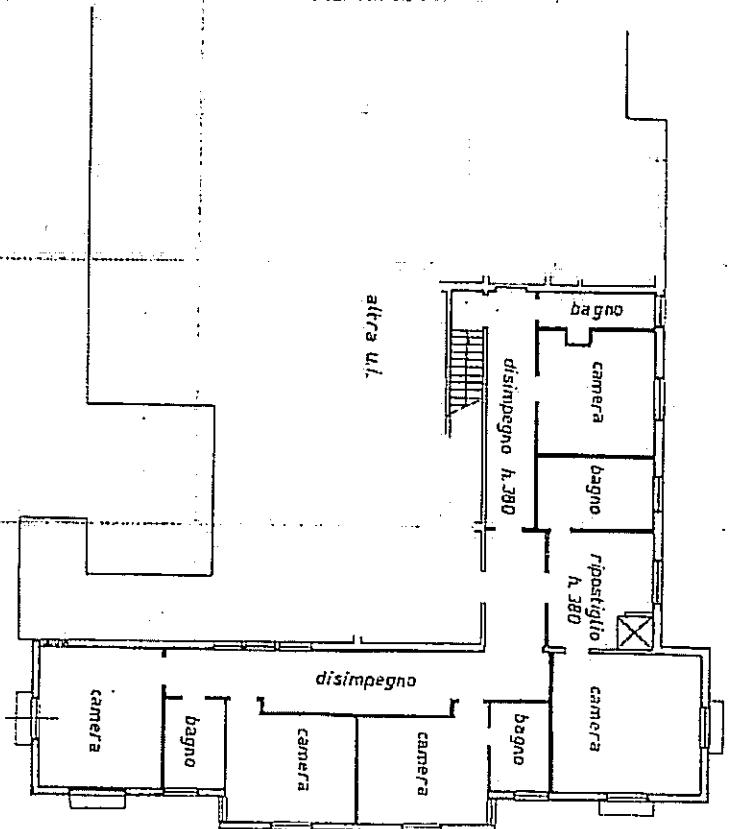 bagno
altra u.i.
camera
disimpegno h.380
bagno
ripostiglio
h. 380
disimpegno
camera
camera
bagno
camera
camera
bagno